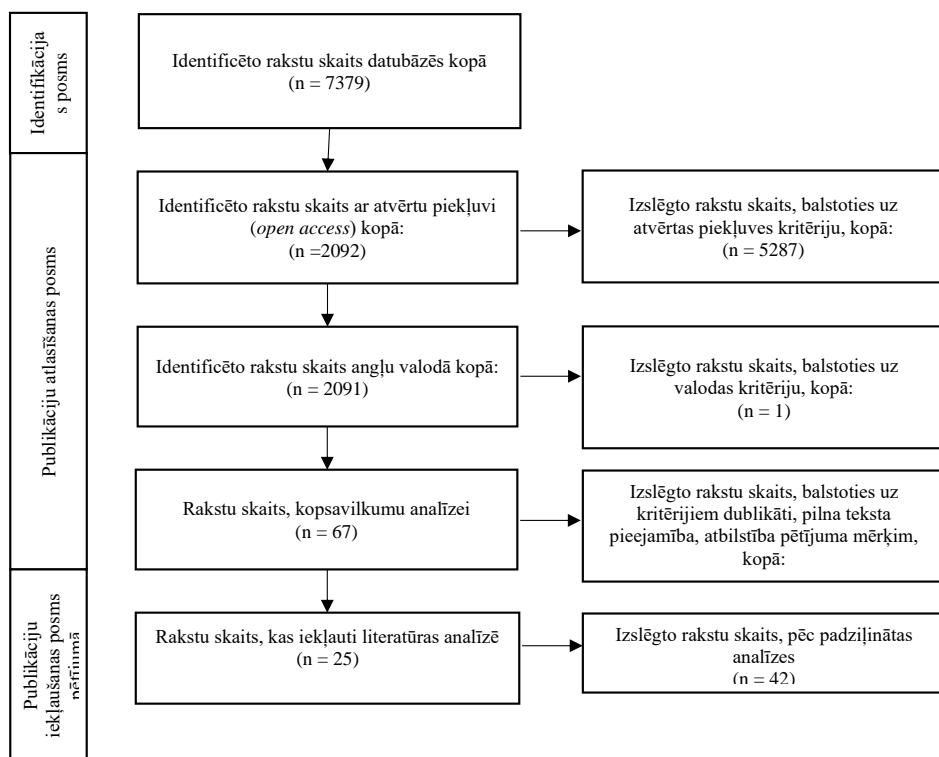 Identifikācija
s posms
Identificēto rakstu skaits datubāzēs kopā
(n = 7379)
Publikāciju atlasīšanas posms
Identificēto rakstu skaits ar atvērtu piekļuvi
(open access) kopā:
(n =2092)
Izslēgto rakstu skaits, balstoties uz
atvērtas piekļuves kritēriju, kopā:
(n = 5287)
Identificēto rakstu skaits angļu valodā kopā:
(n = 2091)
Izslēgto rakstu skaits, balstoties uz
valodas kritēriju, kopā:
(n = 1)
Rakstu skaits, kopsavilkumu analīzei
(n = 67)
Izslēgto rakstu skaits, balstoties uz
kritērijiem dublikāti, pilna teksta
pieejamība, atbilstība pētījuma mērķim,
kopā:
Publikāciju
iekļaušanas posms
pētījumā
Rakstu skaits, kas iekļauti literatūras analīzē
(n = 25)
Izslēgto rakstu skaits, pēc padziļinātas
analīzes
(n = 42)